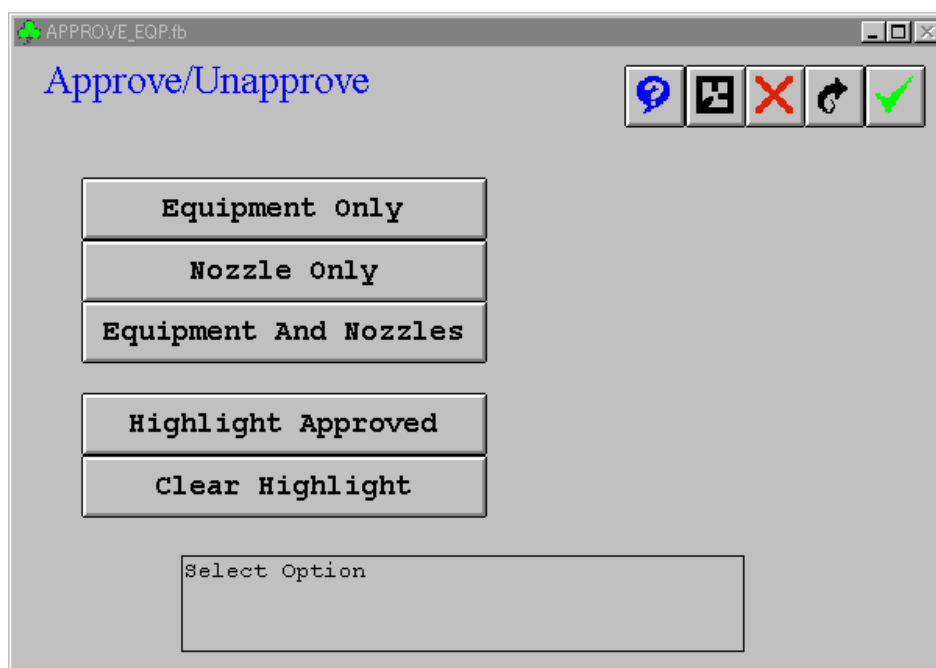 APPROVE_EQP.fb
Approve/Unapprove
Equipment Only
Nozzle Only
Equipment And Nozzles
Highlight Approved
Clear Highlight
Select Option